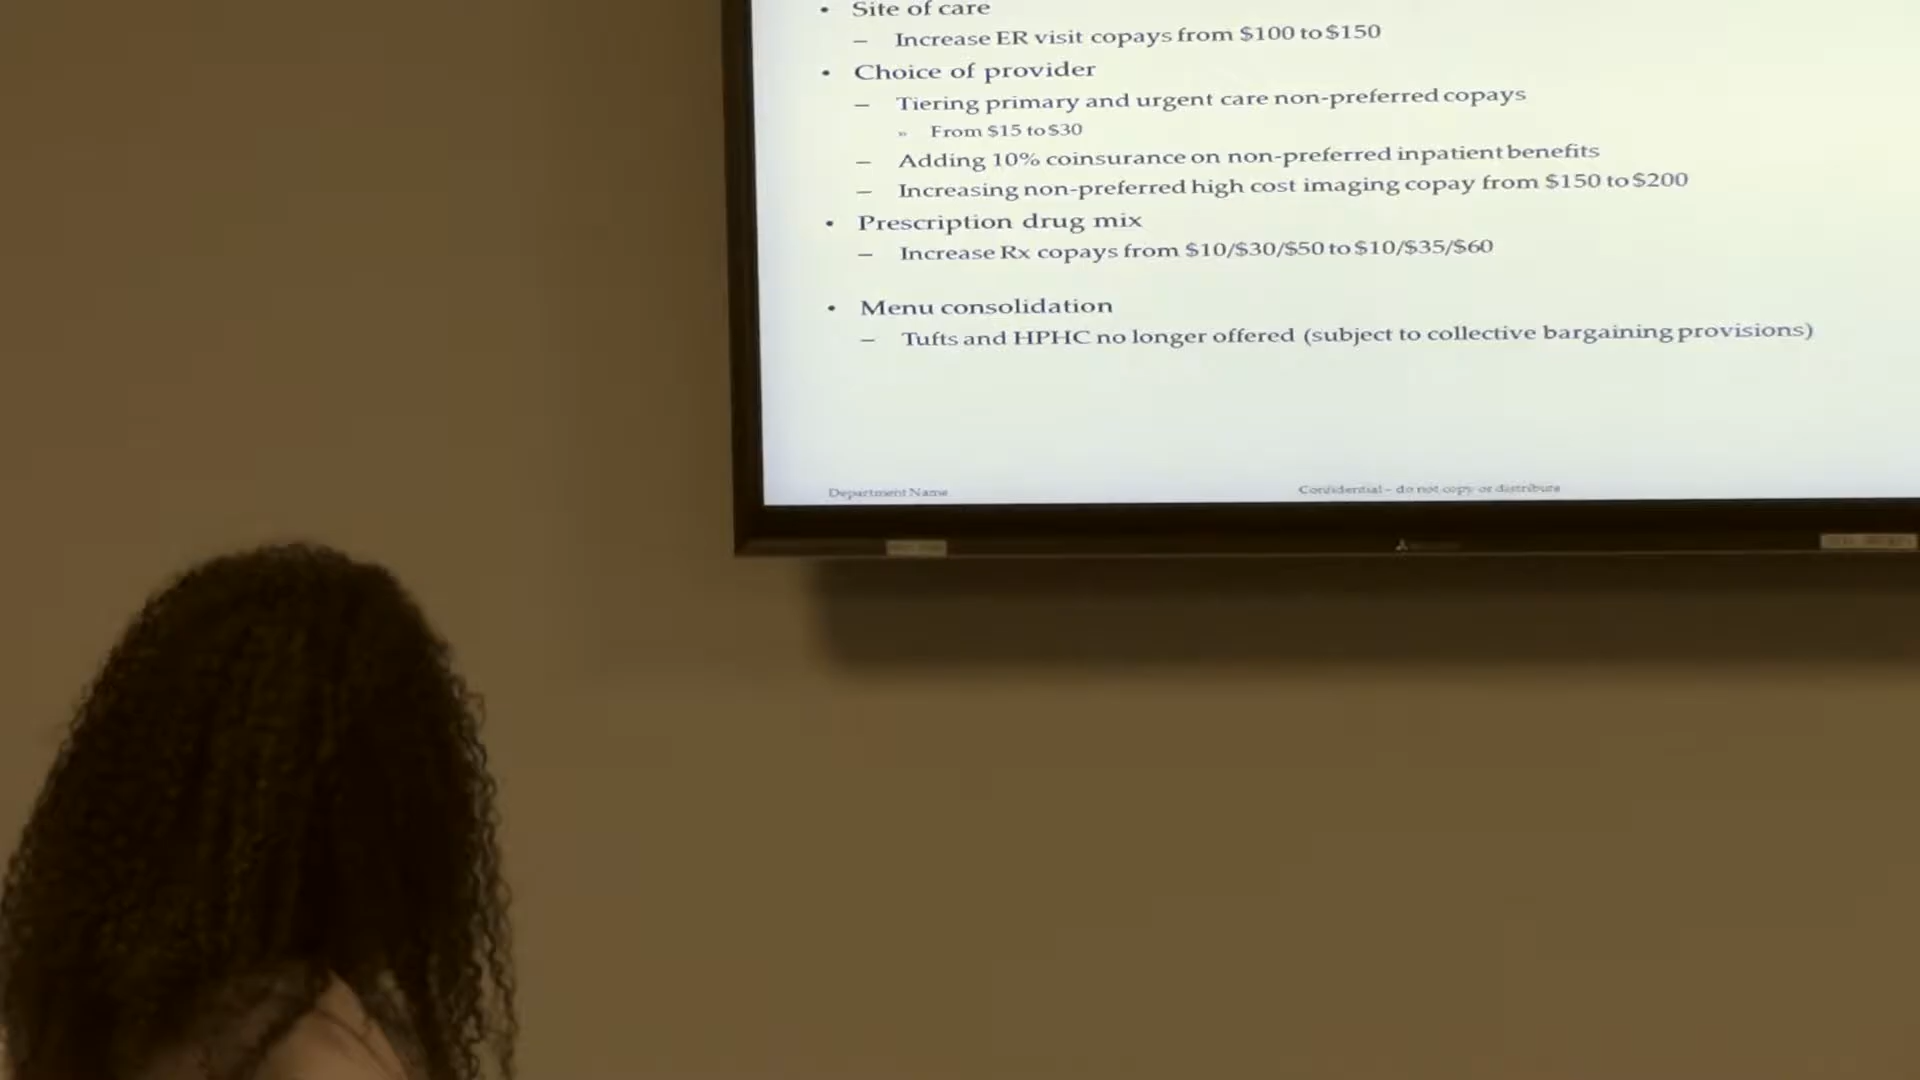 • Site of care
– Increase ER visit copays from $100 to $150
• Choice of provider
– Tiering primary and urgent care non-preferred copays
» From $15 to $30
– Adding 10% coinsurance on non-preferred inpatient benefits
– Increasing non-preferred high cost imaging copay from $150 to $200
• Prescription drug mix
– Increase Rx copays from $10/$30/$50 to $10/$35/$60
• Menu consolidation
– Tufts and HPHC no longer offered (subject to collective bargaining provisions)
Department Name
Confidential – do not copy or distribute